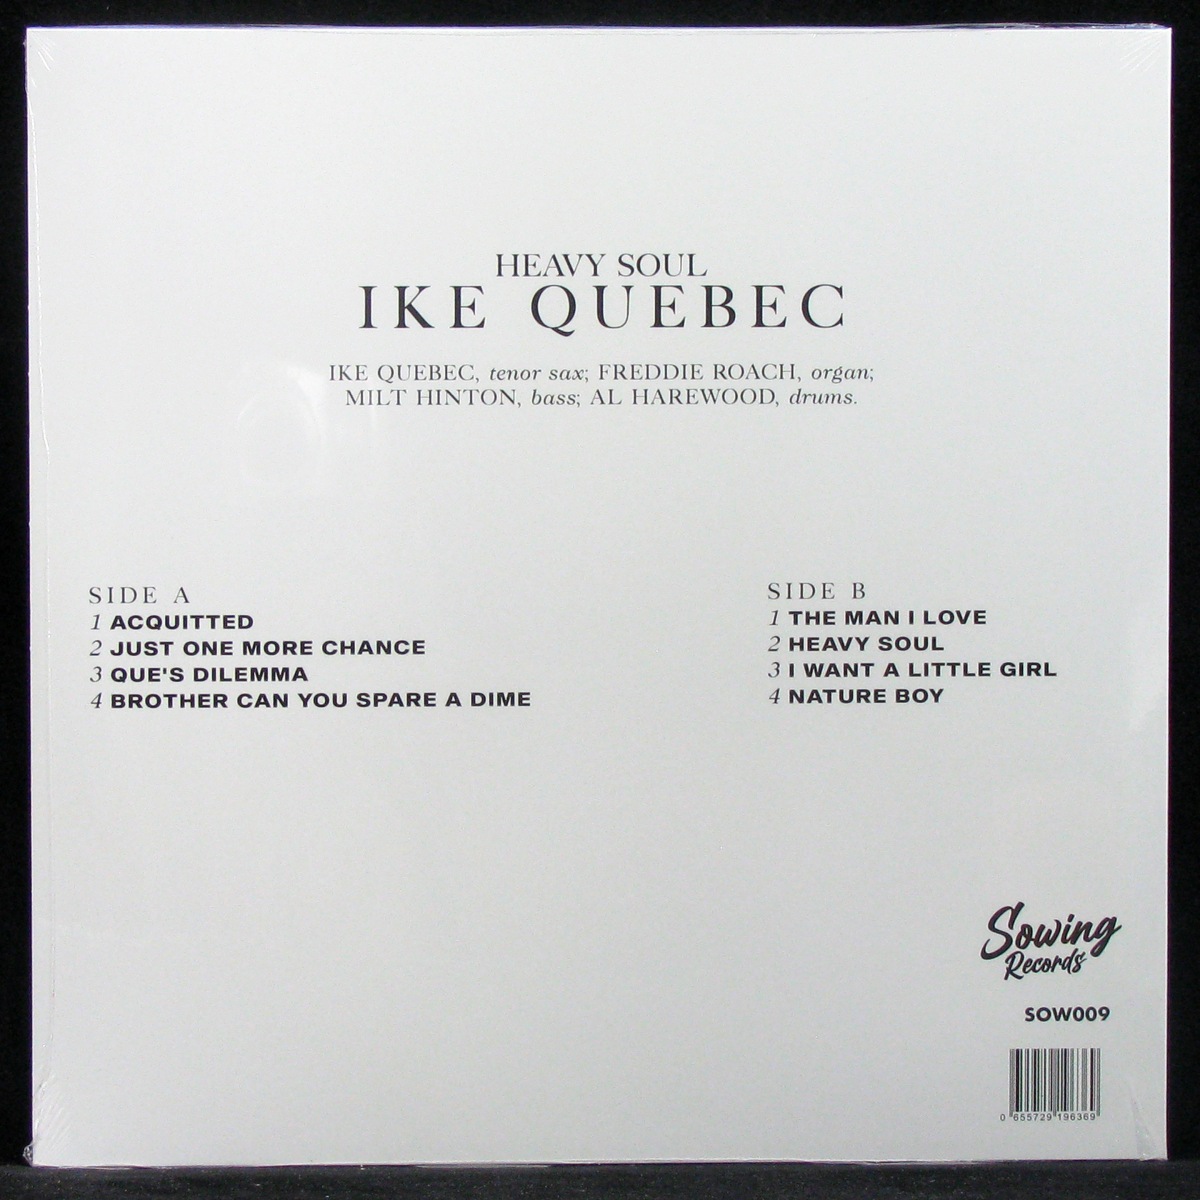 HEAVY SOUL
IKE QUEBEC
IKE QUEBEC, tenor sax; FREDDIE ROACH, organ;
MILT HINTON, bass; AL HAREWOOD, drums.
SIDE A
1 ACQUITTED
2 JUST ONE MORE CHANCE
3 QUE'S DILEMMA
4 BROTHER CAN YOU SPARE A DIME
SIDE B
1 THE MAN I LOVE
2 HEAVY SOUL
3 I WANT A LITTLE GIRL
4 NATURE BOY
Sowing
Records
SOW009
0 655729 196369